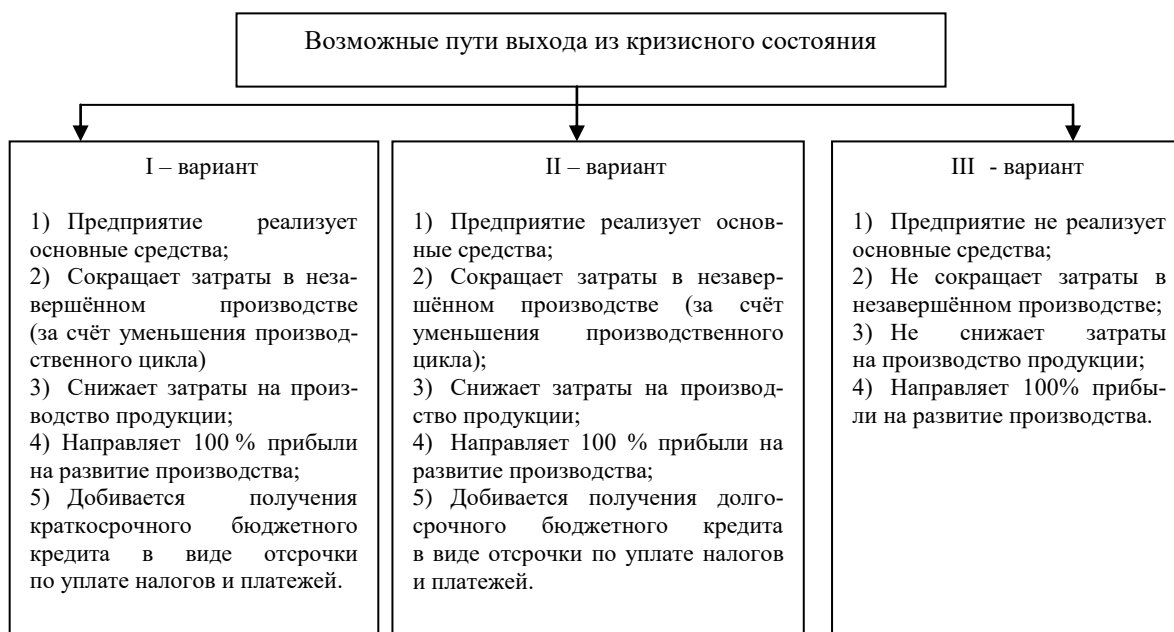 Возможные пути выхода из кризисного состояния
I – вариант
1) Предприятие реализует
основные средства;
2) Сокращает затраты в неза-
вершённом производстве
(за счёт уменьшения производ-
ственного цикла)
3) Снижает затраты на произ-
водство продукции;
4) Направляет 100 % прибыли
на развитие производства;
5) Добивается получения
краткосрочного бюджетного
кредита в виде отсрочки
по уплате налогов и платежей.
II – вариант
1) Предприятие реализует основ-
ные средства;
2) Сокращает затраты в незавер-
шённом производстве (за счёт
уменьшения производственного
цикла);
3) Снижает затраты на производ-
ство продукции;
4) Направляет 100 % прибыли на
развитие производства;
5) Добивается получения долго-
срочного бюджетного кредита
в виде отсрочки по уплате налогов
и платежей.
III - вариант
1) Предприятие не реализует
основные средства;
2) Не сокращает затраты в
незавершённом производстве;
3) Не снижает затраты
на производство продукции;
4) Направляет 100% прибы-
ли на развитие производства.